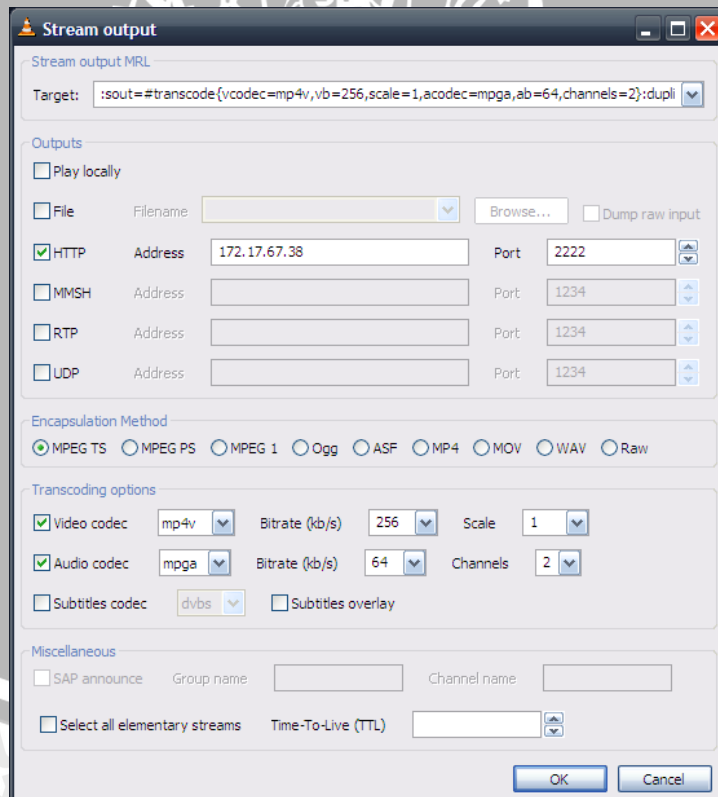 Stream output
Stream output MRL
Target: :sout=#transcode{vcodec=mp4v,vb=256,scale=1,acodec=mpga,ab=64,channels=2}:dupli
Outputs
Play locally
File Filename Browse... Dump raw input
HTTP Address 172.17.67.38 Port 2222
MMSH Address Port 1234
RTP Address Port 1234
UDP Address Port 1234
Encapsulation Method
MPEG TS MPEG PS MPEG 1 Ogg ASF MP4 MOV WAV Raw
Transcoding options
Video codec mp4v Bitrate (kb/s) 256 Scale 1
Audio codec mpga Bitrate (kb/s) 64 Channels 2
Subtitles codec dvbs Subtitles overlay
Miscellaneous
SAP announce Group name Channel name
Select all elementary streams Time-To-Live (TTL)
OK Cancel